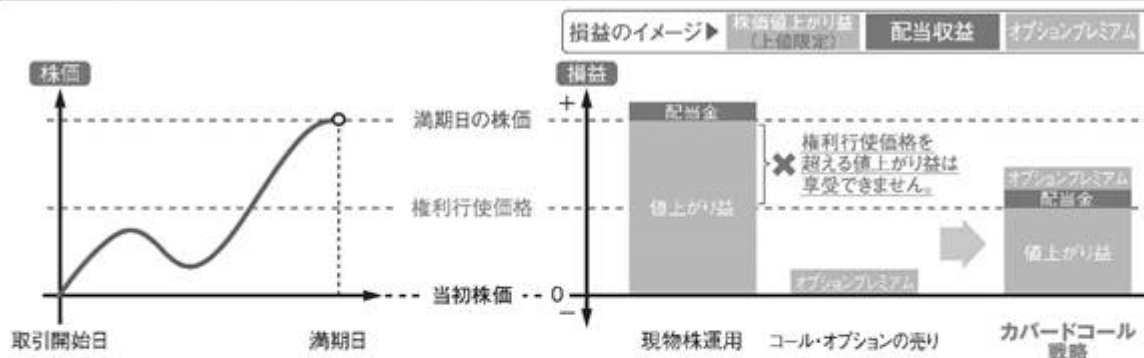 損益のイメージ▶ 株価値上がり益 配当収益 オプションプレミアム
(上値限定)
株価
損益
+
満期日の株価
権利行使価格
当初株価
0
−
取引開始日
満期日
配当金
値上がり益
権利行使価格を
超える値上がり益は
享受できません。
オプションプレミアム
オプションプレミアム
配当金
値上がり益
現物株運用
コール・オプションの売り
カバードコール
戦略